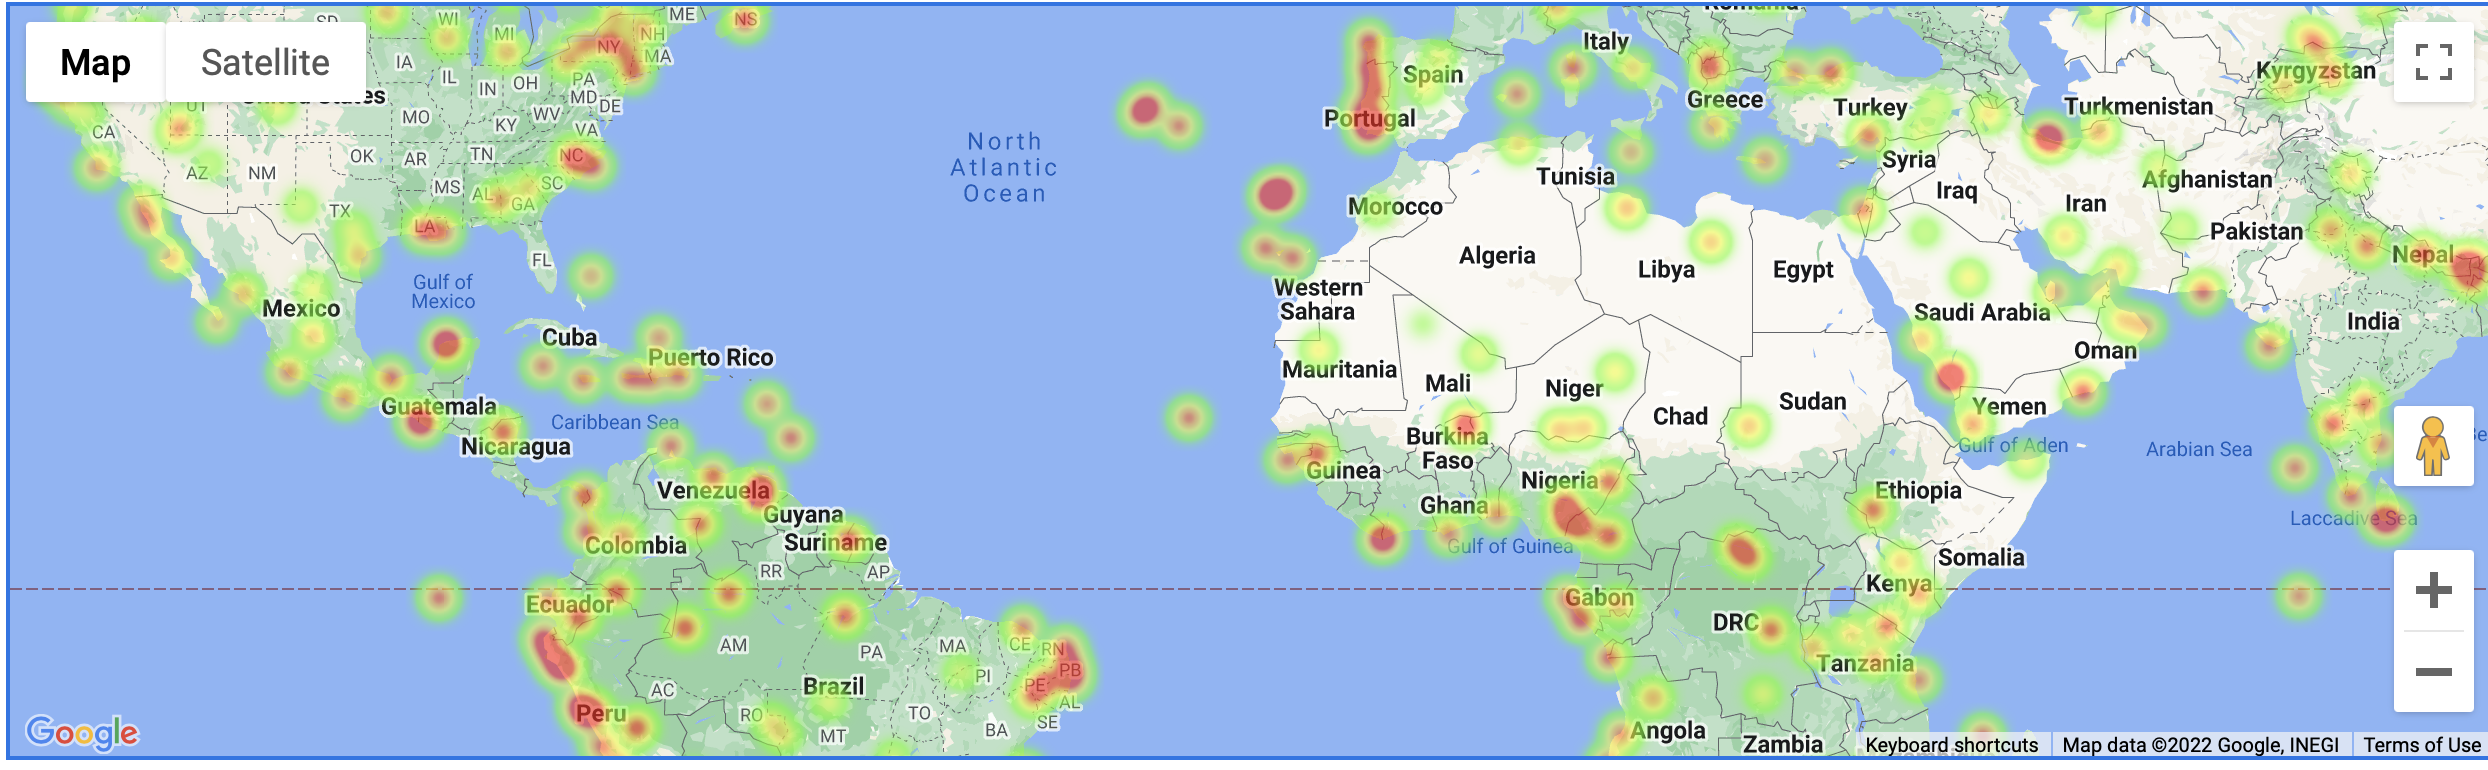 Map
Satellite
SD
WI
MI
ME
NH
NY
NS
MA
IA
IL
IN
OH
PA
MD
DE
UT
United States
CA
MO
KY
WV
VA
OK
AR
TN
NC
AZ
NM
MS
AL
GA
SC
TX
LA
FL
Gulf of
Mexico
Mexico
Cuba
Puerto Rico
Guatemala
Caribbean Sea
Nicaragua
Venezuela
Guyana
Suriname
Colombia
RR
AP
Ecuador
AM
PA
MA
CE
RN
PB
PI
PE
AL
AC
Brazil
SE
Peru
RO
TO
MT
BA
North
Atlantic
Ocean
Romania
Italy
Spain
Portugal
Greece
Turkey
Turkmenistan
Kyrgyzstan
Syria
Tunisia
Morocco
Iraq
Afghanistan
Iran
Pakistan
Nepal
Algeria
Libya
Egypt
Western
Sahara
Saudi Arabia
India
Oman
Mauritania
Mali
Niger
Chad
Sudan
Yemen
Gulf of Aden
Arabian Sea
Burkina
Faso
Guinea
Nigeria
Ghana
Ethiopia
Gulf of Guinea
Laccadive Sea
Somalia
Kenya
Gabon
DRC
Tanzania
Angola
Zambia
Be
Google
Keyboard shortcuts
Map data ©2022 Google, INEGI
Terms of Use